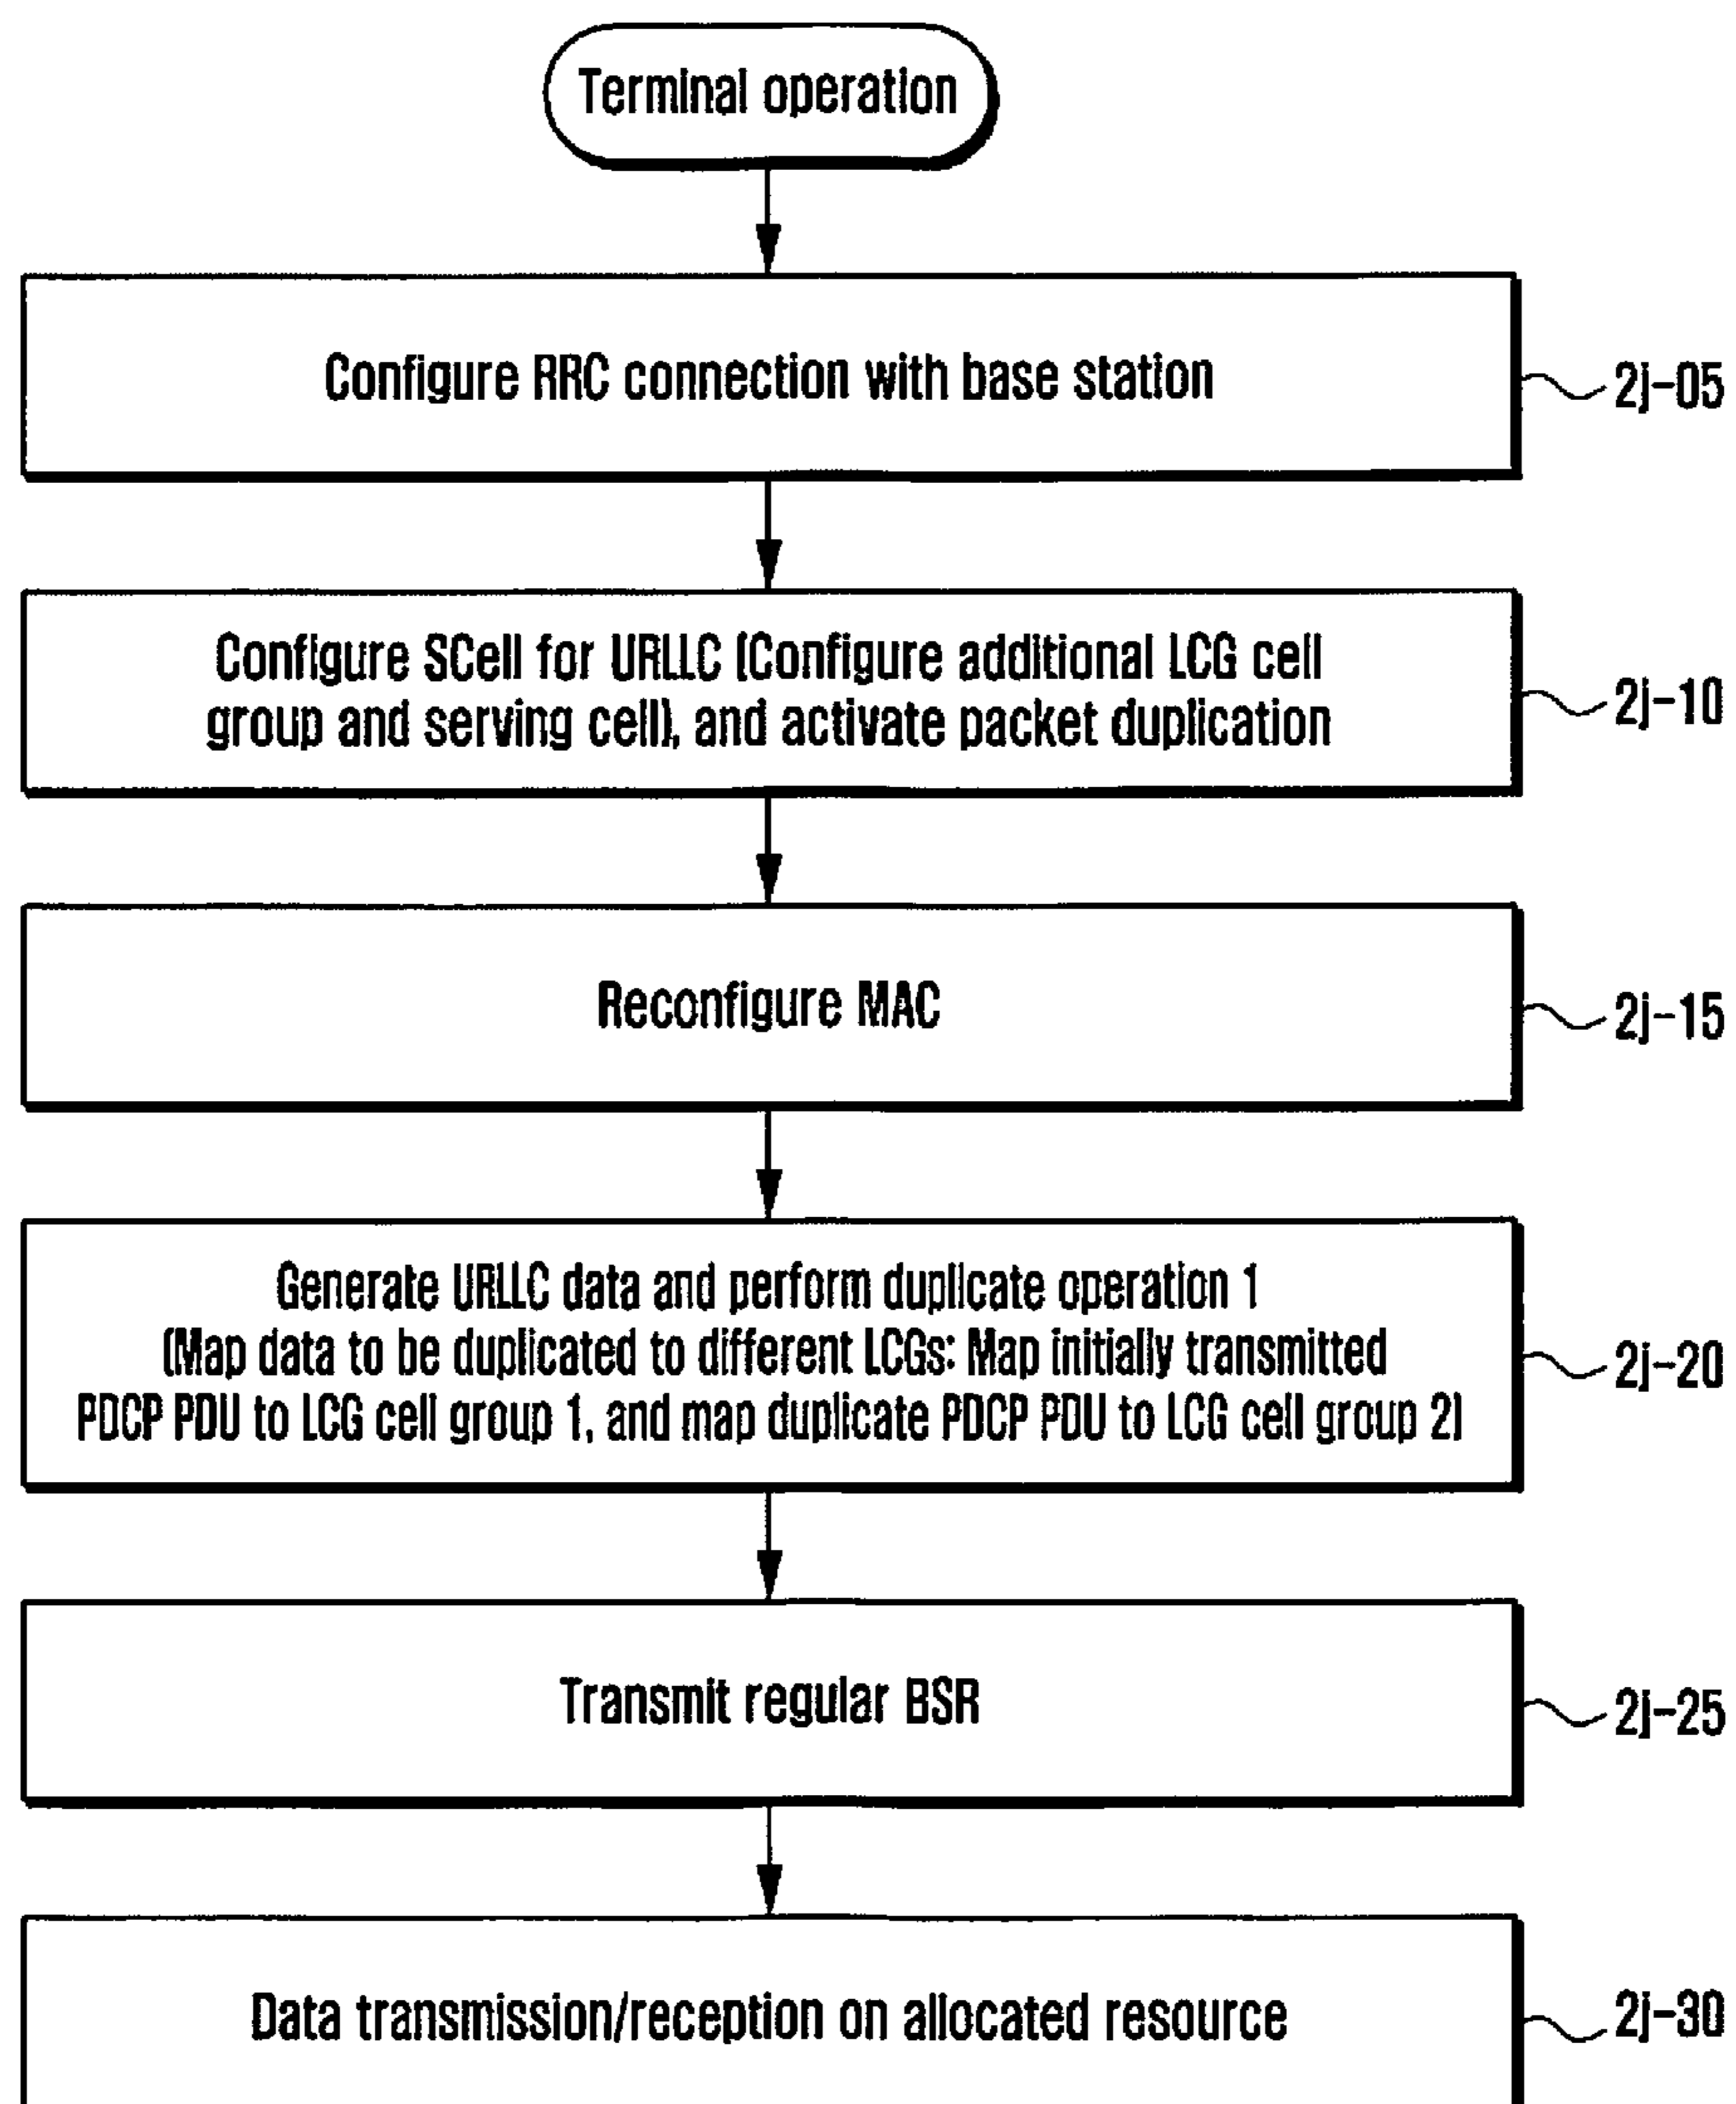 Terminal operation
Configure RRC connection with base station
2j-05
Configure SCell for URLLC (Configure additional LCG cell
group and serving cell), and activate packet duplication
2j-10
Reconfigure MAC
2j-15
Generate URLLC data and perform duplicate operation 1
(Map data to be duplicated to different LCGs: Map initially transmitted
PDCP PDU to LCG cell group 1, and map duplicate PDCP PDU to LCG cell group 2)
2j-20
Transmit regular BSR
2j-25
Data transmission/reception on allocated resource
2j-30